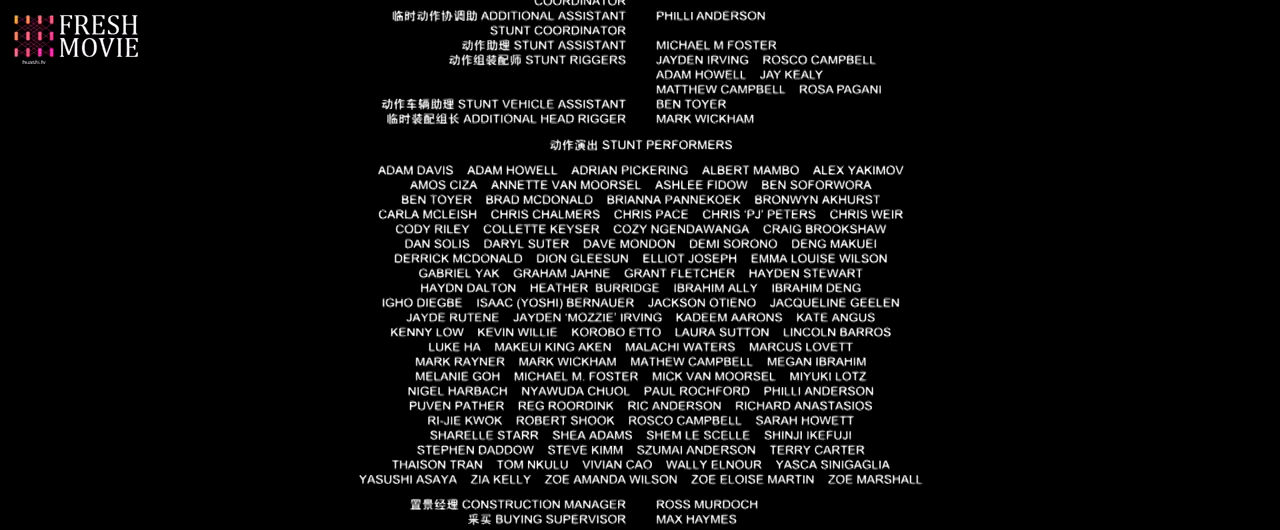 FRESH
MOVIE
huashi.tv
COORDINATOR
临时动作协调助 ADDITIONAL ASSISTANT PHILLI ANDERSON
STUNT COORDINATOR
动作助理 STUNT ASSISTANT MICHAEL M FOSTER
动作组装配师 STUNT RIGGERS JAYDEN IRVING ROSCO CAMPBELL
ADAM HOWELL JAY KEALY
MATTHEW CAMPBELL ROSA PAGANI
动作车辆助理 STUNT VEHICLE ASSISTANT BEN TOYER
临时装配组长 ADDITIONAL HEAD RIGGER MARK WICKHAM
动作演出 STUNT PERFORMERS
ADAM DAVIS ADAM HOWELL ADRIAN PICKERING ALBERT MAMBO ALEX YAKIMOV
AMOS CIZA ANNETTE VAN MOORSEL ASHLEE FIDOW BEN SOFORWORA
BEN TOYER BRAD MCDONALD BRIANNA PANNEKOEK BRONWYN AKHURST
CARLA MCLEISH CHRIS CHALMERS CHRIS PACE CHRIS ‘PJ’ PETERS CHRIS WEIR
CODY RILEY COLLETTE KEYSER COZY NGENDAWANGA CRAIG BROOKSHAW
DAN SOLIS DARYL SUTER DAVE MONDON DEMI SORONO DENG MAKUEI
DERRICK MCDONALD DION GLEESUN ELLIOT JOSEPH EMMA LOUISE WILSON
GABRIEL YAK GRAHAM JAHNE GRANT FLETCHER HAYDEN STEWART
HAYDN DALTON HEATHER BURRIDGE IBRAHIM ALLY IBRAHIM DENG
IGHO DIEGBE ISAAC (YOSHI) BERNAUER JACKSON OTIENO JACQUELINE GEELEN
JAYDE RUTENE JAYDEN ‘MOZZIE’ IRVING KADEEM AARONS KATE ANGUS
KENNY LOW KEVIN WILLIE KOROBO ETTO LAURA SUTTON LINCOLN BARROS
LUKE HA MAKEUI KING AKEN MALACHI WATERS MARCUS LOVETT
MARK RAYNER MARK WICKHAM MATHEW CAMPBELL MEGAN IBRAHIM
MELANIE GOH MICHAEL M. FOSTER MICK VAN MOORSEL MIYUKI LOTZ
NIGEL HARBACH NYAWUDA CHUOL PAUL ROCHFORD PHILLI ANDERSON
PUVEN PATHER REG ROORDINK RIC ANDERSON RICHARD ANASTASIOS
RI-JIE KWOK ROBERT SHOOK ROSCO CAMPBELL SARAH HOWETT
SHARELLE STARR SHEA ADAMS SHEM LE SCELLE SHINJI IKEFUJI
STEPHEN DADDOW STEVE KIMM SZUMAI ANDERSON TERRY CARTER
THAISON TRAN TOM NKULU VIVIAN CAO WALLY ELNOUR YASCA SINIGAGLIA
YASUSHI ASAYA ZIA KELLY ZOE AMANDA WILSON ZOE ELOISE MARTIN ZOE MARSHALL
置景经理 CONSTRUCTION MANAGER ROSS MURDOCH
采买 BUYING SUPERVISOR MAX HAYMES